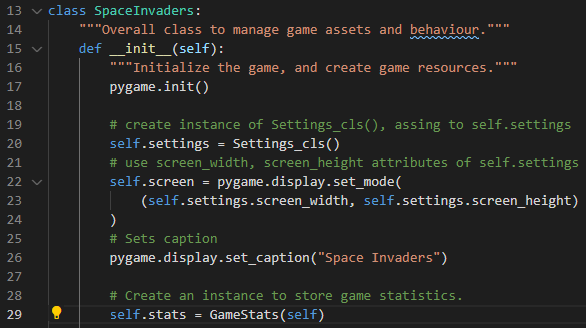 13 class SpaceInvaders:
14     """Overall class to manage game assets and behaviour."""
15     def __init__(self):
16         """Initialize the game, and create game resources."""
17         pygame.init()
18
19         # create instance of Settings_cls(), assing to self.settings
20         self.settings = Settings_cls()
21         # use screen_width, screen_height attributes of self.settings
22         self.screen = pygame.display.set_mode(
23             (self.settings.screen_width, self.settings.screen_height)
24         )
25         # Sets caption
26         pygame.display.set_caption("Space Invaders")
27
28         # Create an instance to store game statistics.
29         self.stats = GameStats(self)